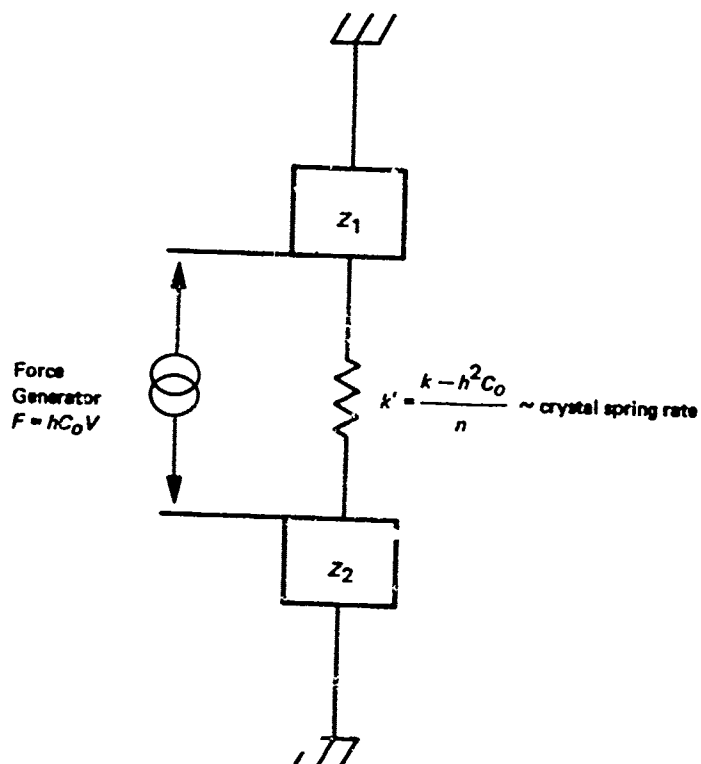 Z₁
Force
Generator
F = hC₀V
k' = (k − h²C₀)/n ~ crystal spring rate
Z₂